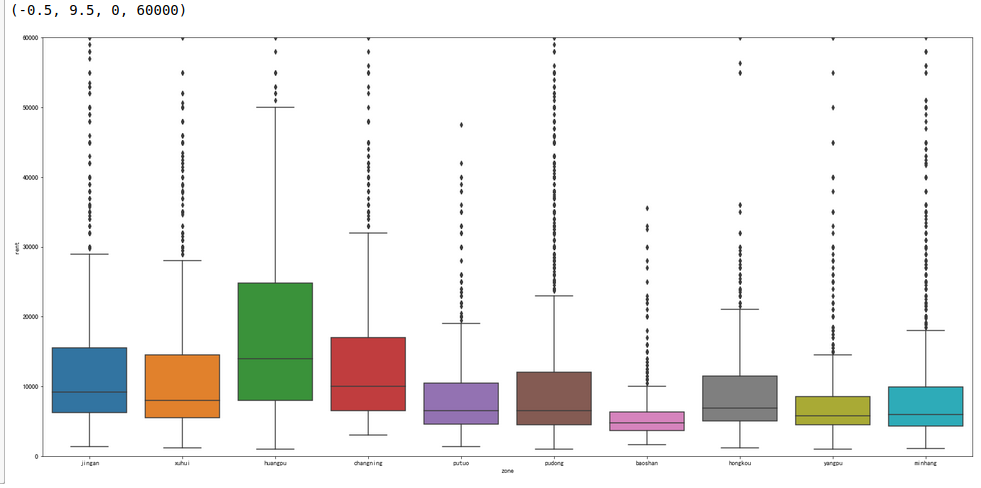 (-0.5, 9.5, 0, 60000)
60000
50000
40000
30000
20000
10000
0
rent
jingan xuhui huangpu changning putuo pudong baoshan hongkou yangpu minhang
zone